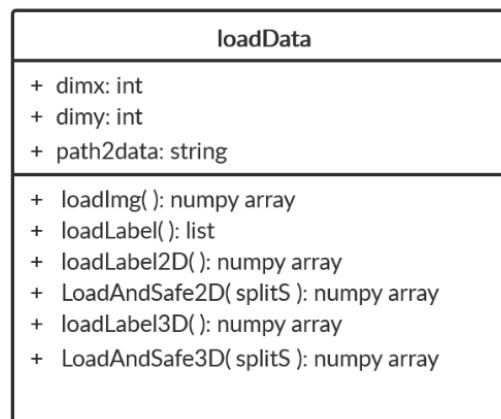 loadData
+ dimx: int
+ dimy: int
+ path2data: string
+ loadImg( ): numpy array
+ loadLabel( ): list
+ loadLabel2D( ): numpy array
+ LoadAndSafe2D( splitS ): numpy array
+ loadLabel3D( ): numpy array
+ LoadAndSafe3D( splitS ): numpy array